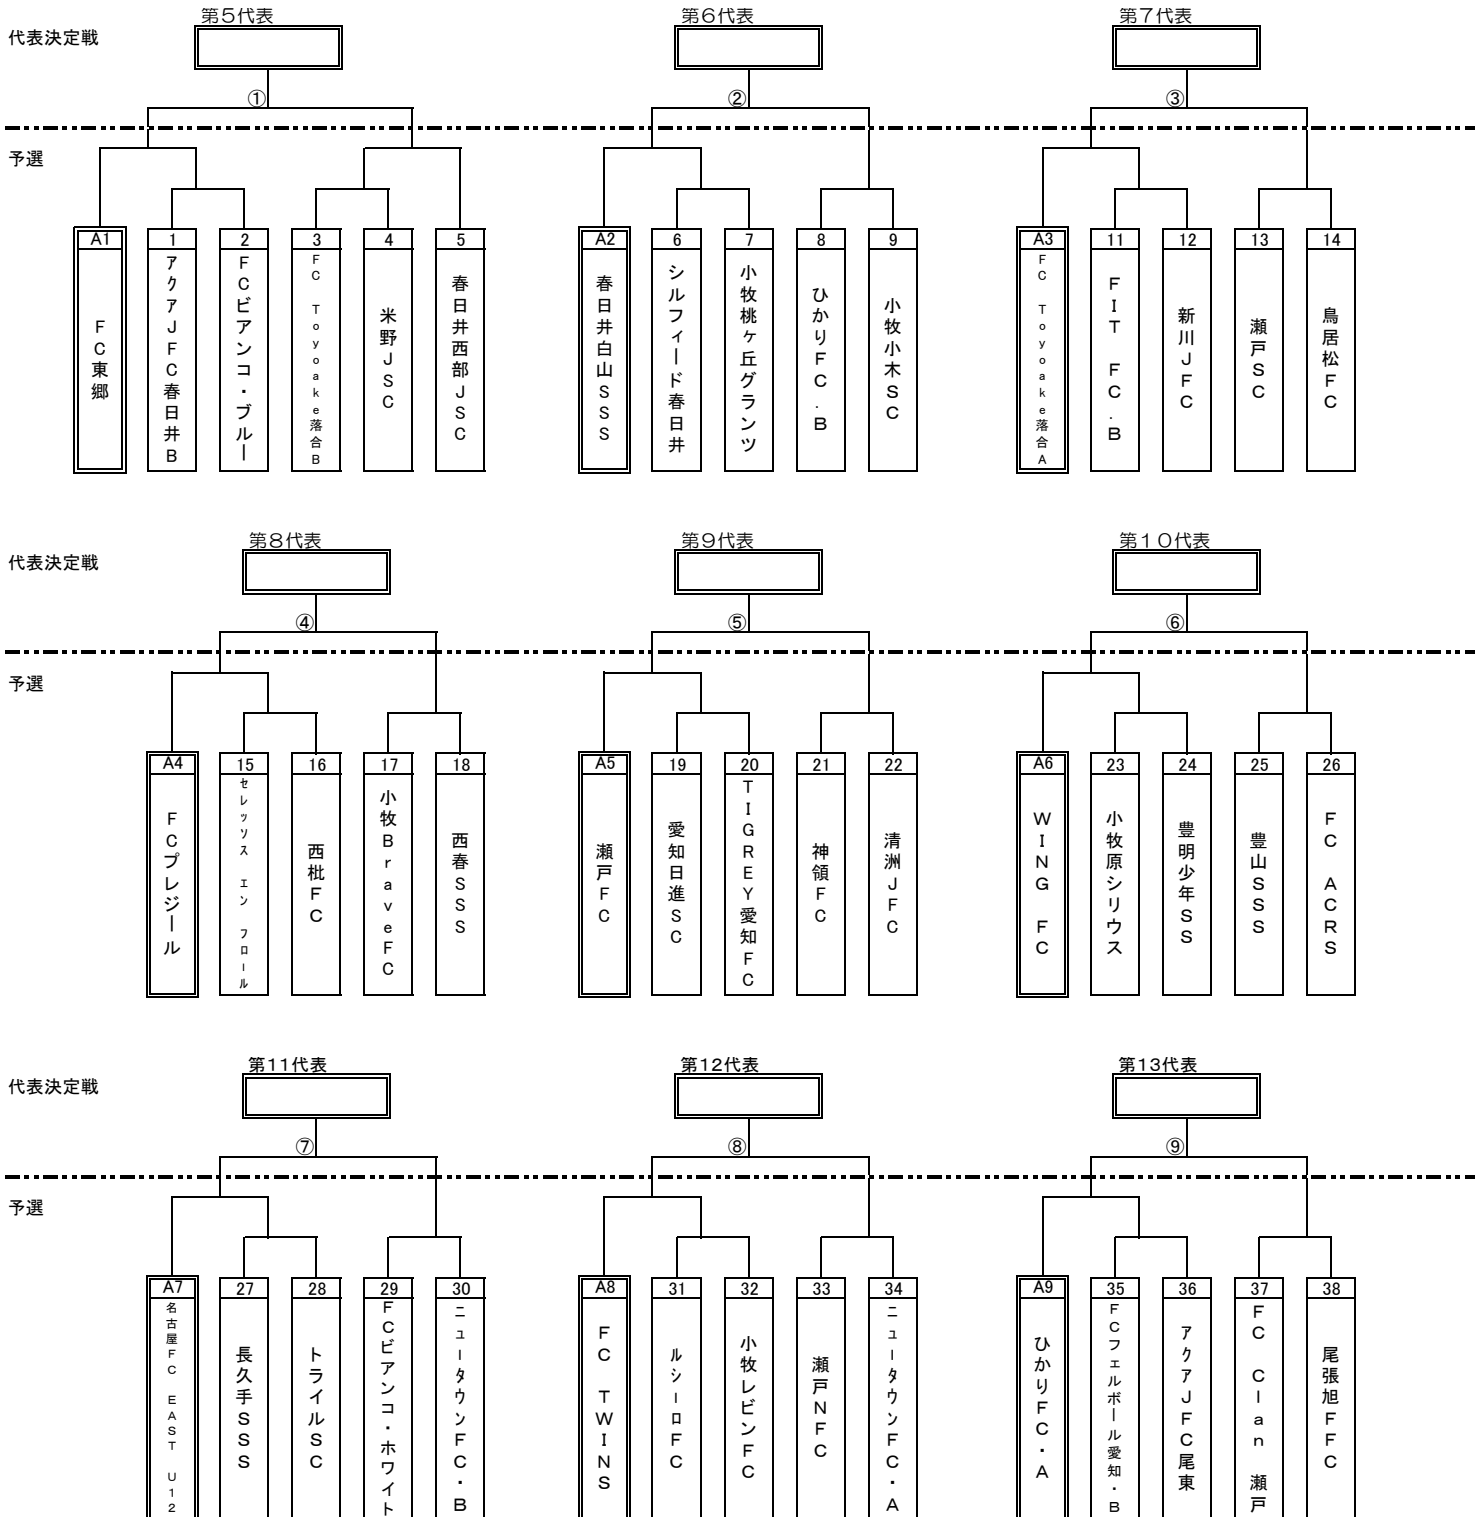 第5代表 第6代表 第7代表
代表決定戦
① ② ③
予選
A1 1 2 3 4 5 A2 6 7 8 9 A3 11 12 13 14
FC東郷
アクアJFC春日井B
FCビアンコ・ブルー
FC Toyoake落合B
米野JSC
春日井西部JSC
春日井白山SSS
シルフィード春日井
小牧桃ヶ丘グランツ
ひかりFC.B
小牧小木SC
FC Toyoake落合A
FIT FC.B
新川JFC
瀬戸SC
鳥居松FC
第8代表 第9代表 第10代表
代表決定戦
④ ⑤ ⑥
予選
A4 15 16 17 18 A5 19 20 21 22 A6 23 24 25 26
FCプレジール
セレッソス エン フロール
西枇FC
小牧BraveFC
西春SSS
瀬戸FC
愛知日進SC
TIGREY愛知FC
神領FC
清洲JFC
WING FC
小牧原シリウス
豊明少年SS
豊山SSS
FC ACRS
第11代表 第12代表 第13代表
代表決定戦
⑦ ⑧ ⑨
予選
A7 27 28 29 30 A8 31 32 33 34 A9 35 36 37 38
名古屋FC EAST U12
長久手SSS
トライルSC
FCビアンコ・ホワイト
ニュータウンFC・B
FC TWINS
ルシーロFC
小牧レビンFC
瀬戸NFC
ニュータウンFC・A
ひかりFC・A
FCフェルボール愛知・B
アクアJFC尾東
FC Clan 瀬戸
尾張旭FFC